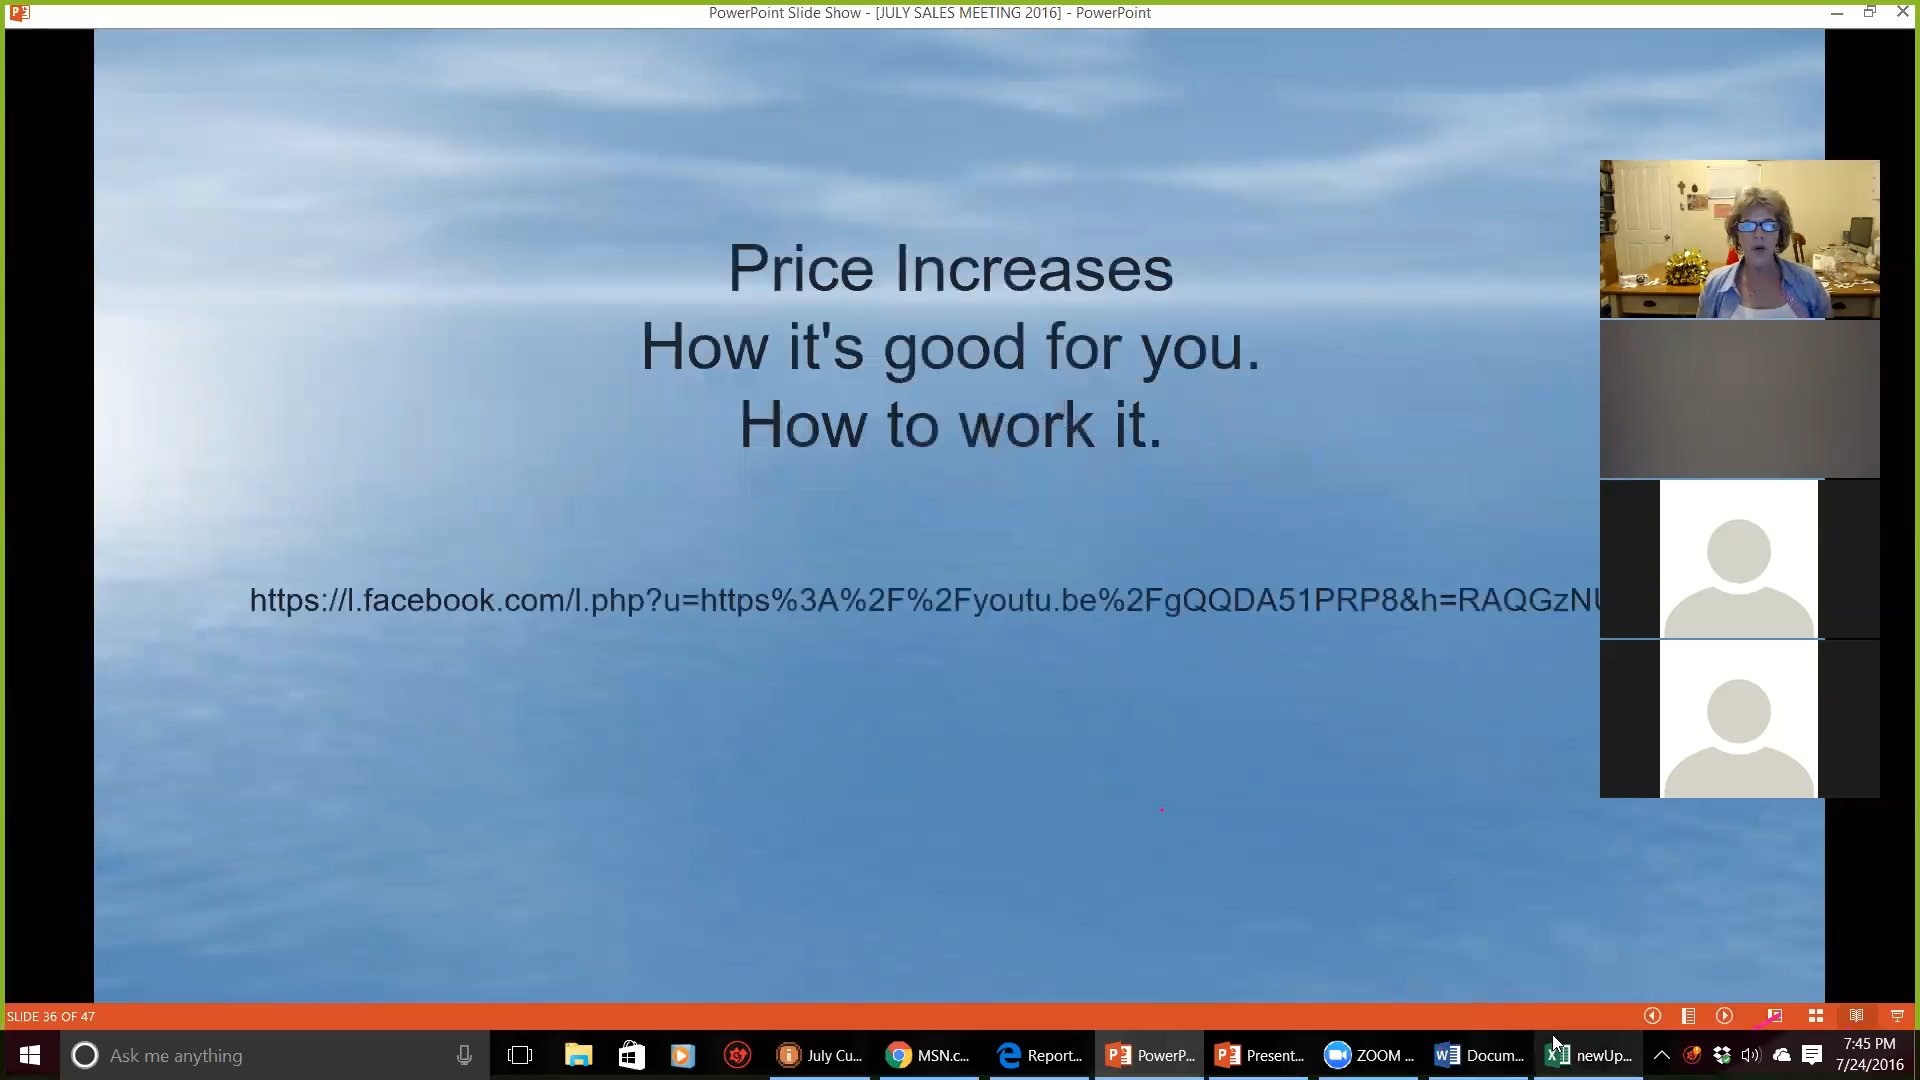 PowerPoint Slide Show - [JULY SALES MEETING 2016] - PowerPoint
Price Increases
How it's good for you.
How to work it.
https://l.facebook.com/l.php?u=https%3A%2F%2Fyoutu.be%2FgQQDA51PRP8&h=RAQGzN
SLIDE 36 OF 47
Ask me anything
July Cu...
MSN.c...
Report...
PowerP...
Present...
ZOOM ...
Docum...
newUp...
7:45 PM
7/24/2016